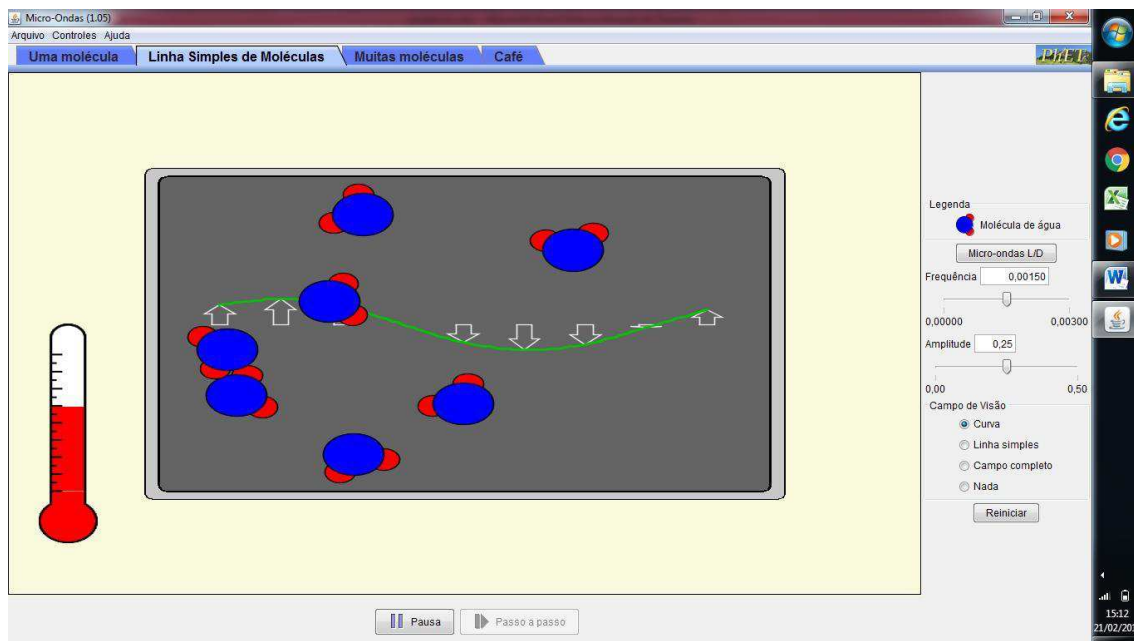 Micro-Ondas (1.05)
Arquivo Controles Ajuda
Uma molécula Linha Simples de Moléculas Muitas moléculas Café
PhET
Legenda
Molécula de água
Micro-ondas L/D
Frequência 0,00150
0,00000 0,00300
Amplitude 0,25
0,00 0,50
Campo de Visão
Curva
Linha simples
Campo completo
Nada
Reiniciar
Pausa Passo a passo
15:12